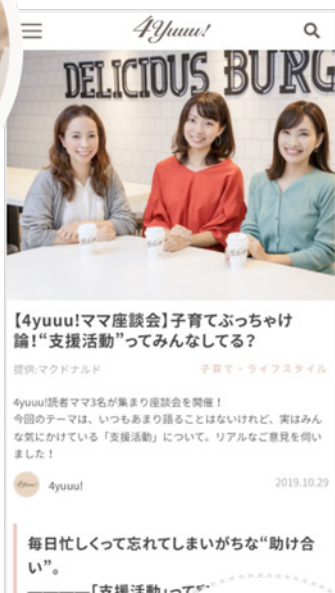 4yuuu!
DELICIOUS BURG
【4yuuu!ママ座談会】子育てぶっちゃけ
論!“支援活動”ってみんなしてる?
提供:マクドナルド
子育て・ライフスタイル
4yuuu!読者ママ3名が集まり座談会を開催!
今回のテーマは、いつもあまり語ることはないけれど、実はみん
な気にかけている「支援活動」について。リアルなご意見を伺い
ました!
4yuuu!
2019.10.29
毎日忙しくって忘れてしまいがちな“助け合
い”。
————「支援活動」って